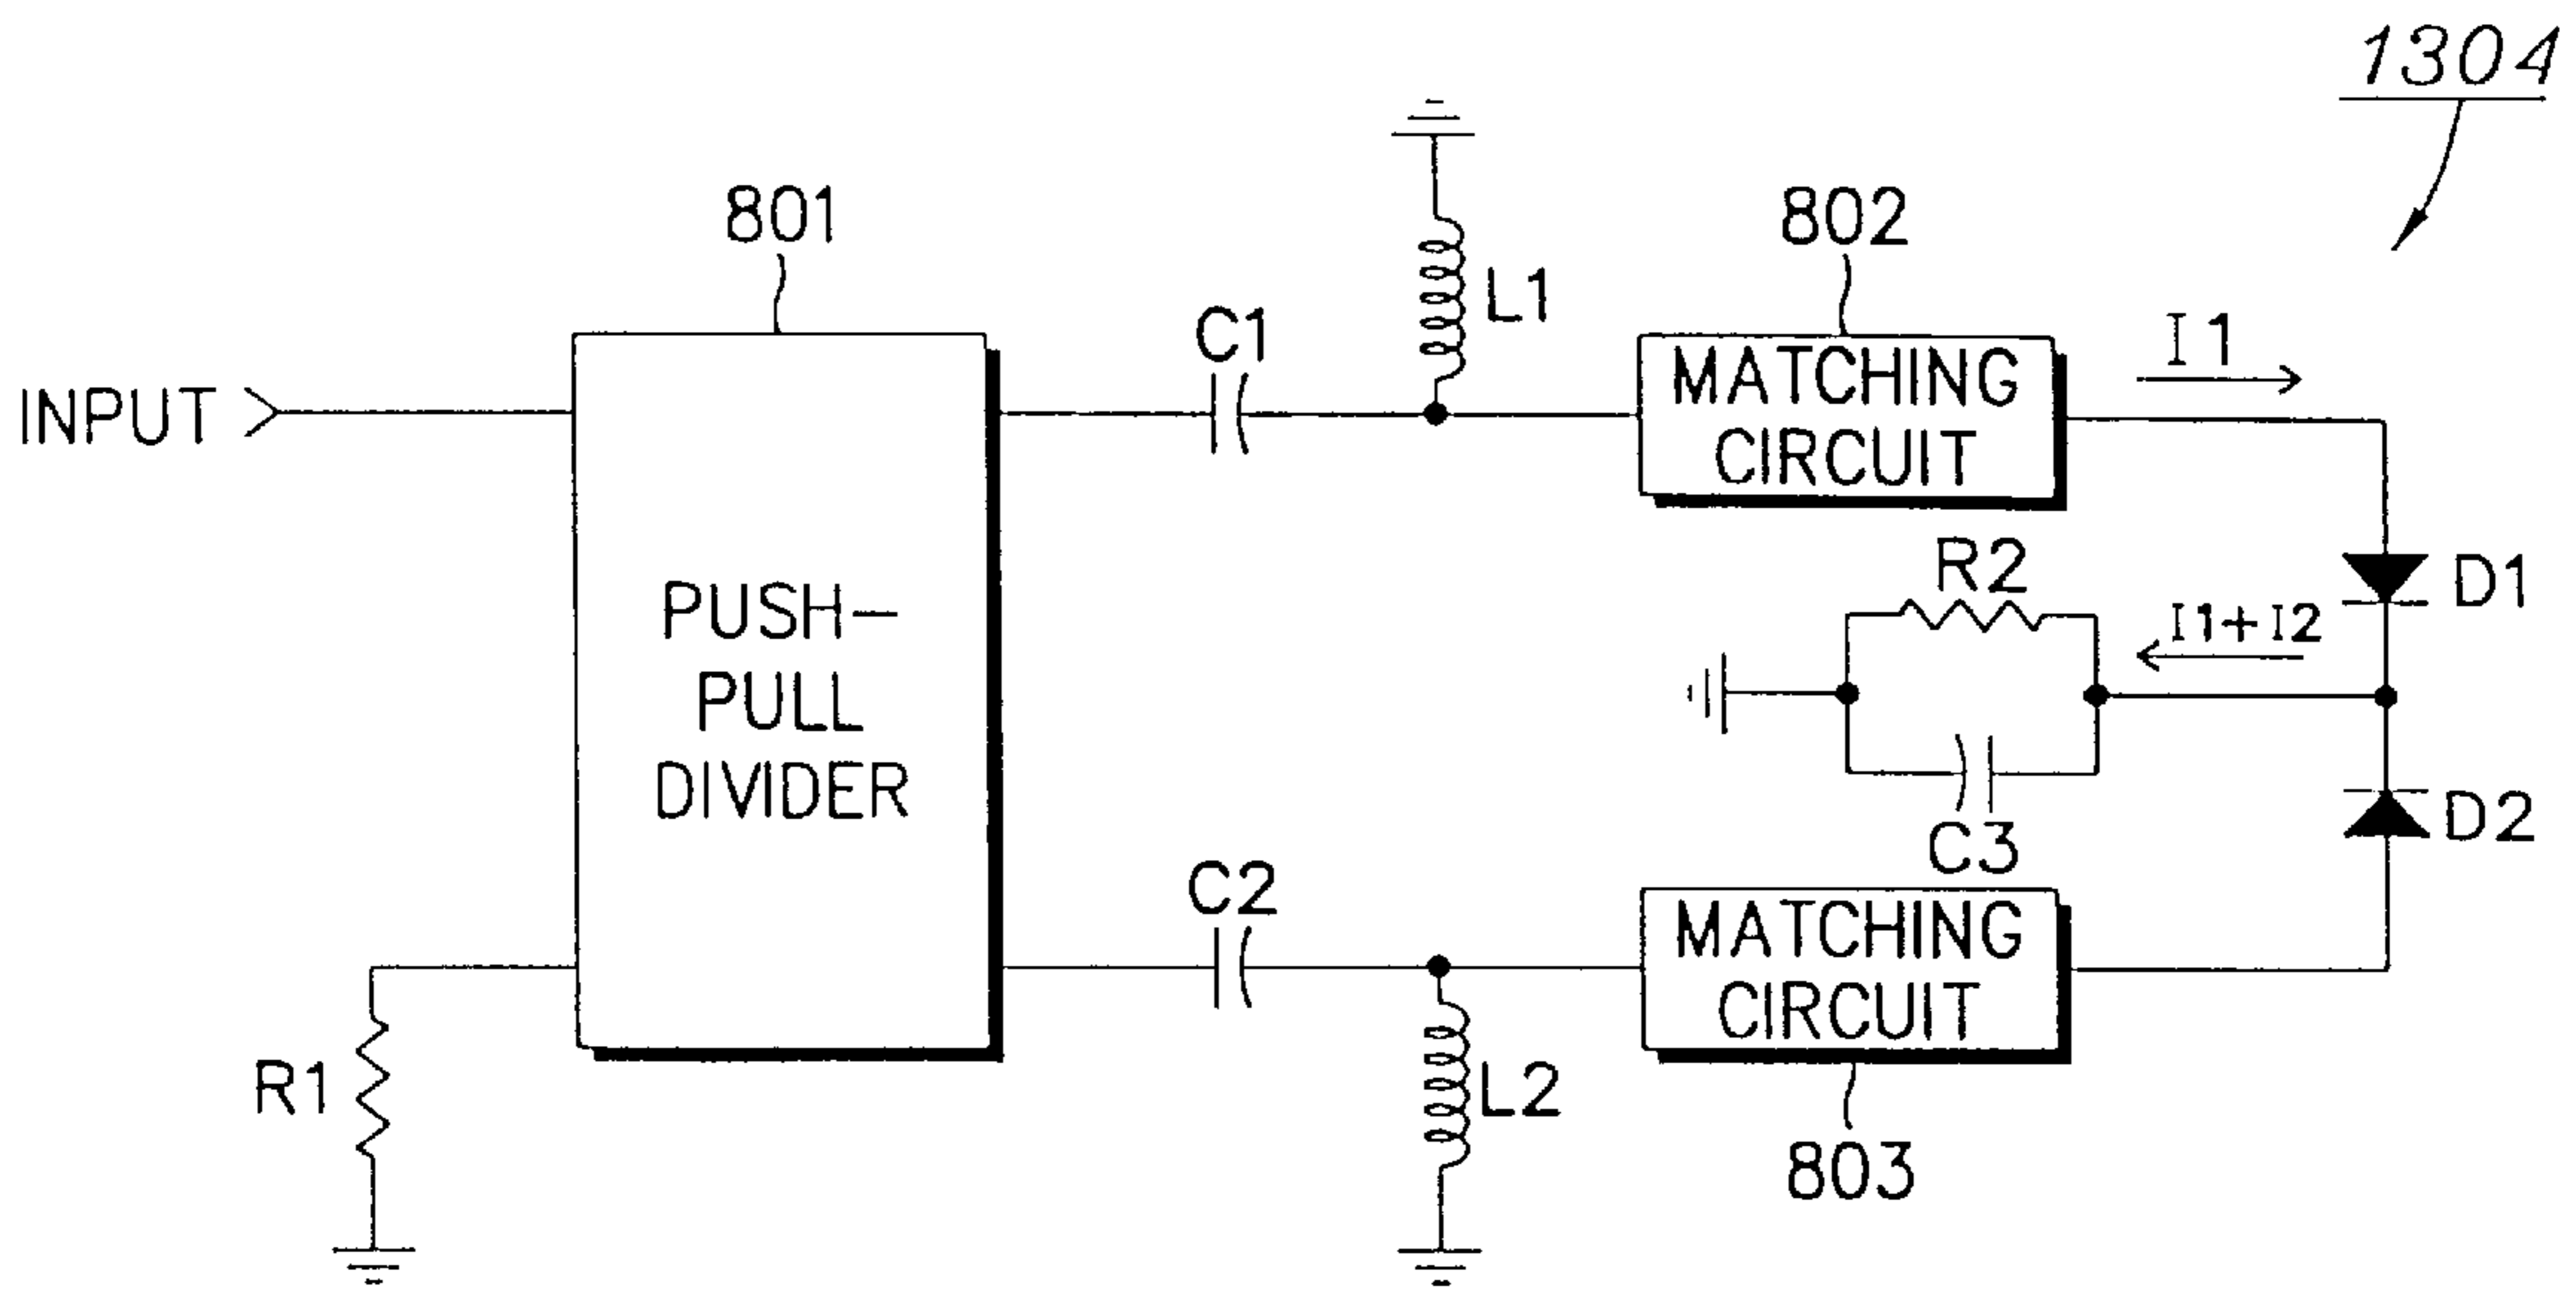 1304
801
802
L1
C1
I1
INPUT
MATCHING
CIRCUIT
R2
D1
I1+I2
PUSH-
PULL
DIVIDER
C3
D2
C2
MATCHING
CIRCUIT
R1
L2
803